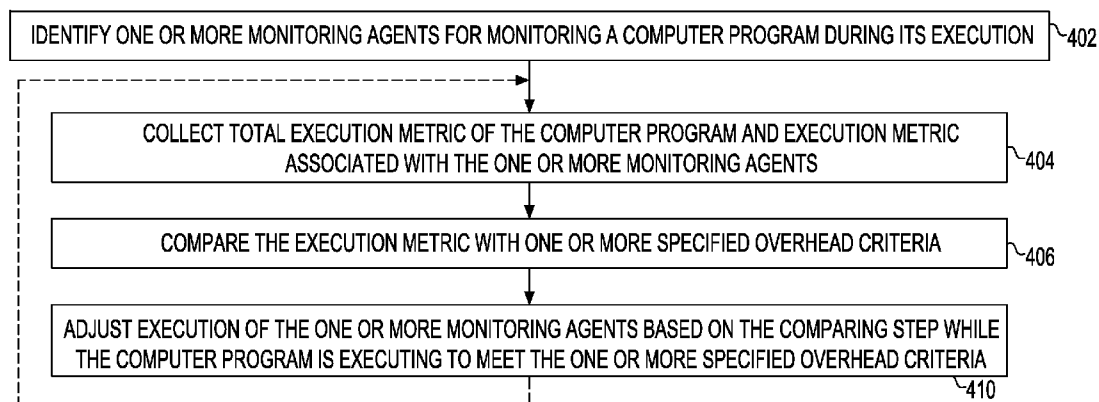 IDENTIFY ONE OR MORE MONITORING AGENTS FOR MONITORING A COMPUTER PROGRAM DURING ITS EXECUTION
402
COLLECT TOTAL EXECUTION METRIC OF THE COMPUTER PROGRAM AND EXECUTION METRIC
ASSOCIATED WITH THE ONE OR MORE MONITORING AGENTS
404
COMPARE THE EXECUTION METRIC WITH ONE OR MORE SPECIFIED OVERHEAD CRITERIA
406
ADJUST EXECUTION OF THE ONE OR MORE MONITORING AGENTS BASED ON THE COMPARING STEP WHILE
THE COMPUTER PROGRAM IS EXECUTING TO MEET THE ONE OR MORE SPECIFIED OVERHEAD CRITERIA
410